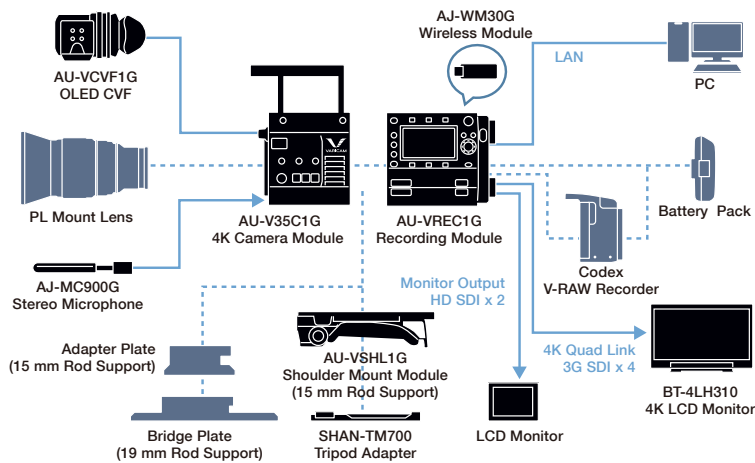 AJ-WM30G
Wireless Module
AU-VCVF1G
OLED CVF
LAN
PC
VARICAM
PL Mount Lens
AU-V35C1G
4K Camera Module
AU-VREC1G
Recording Module
Battery Pack
Codex
V-RAW Recorder
AJ-MC900G
Stereo Microphone
Monitor Output
HD SDI x 2
Adapter Plate
(15 mm Rod Support)
AU-VSHL1G
Shoulder Mount Module
(15 mm Rod Support)
4K Quad Link
3G SDI x 4
BT-4LH310
4K LCD Monitor
Bridge Plate
(19 mm Rod Support)
SHAN-TM700
Tripod Adapter
LCD Monitor